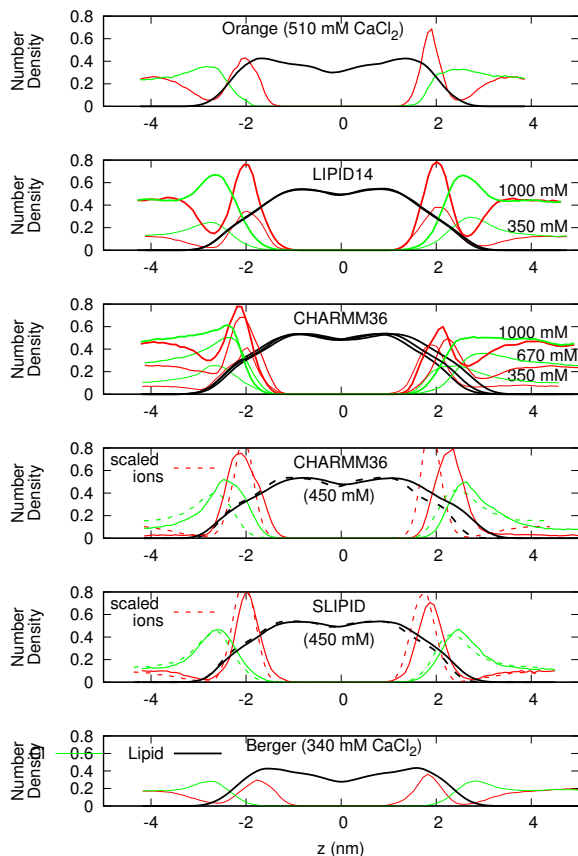 Orange (510 mM CaCl2)
Number
Density
0.8
0.6
0.4
0.2
0
-4 -2 0 2 4
LIPID14
1000 mM
350 mM
Number
Density
0.8
0.6
0.4
0.2
0
-4 -2 0 2 4
CHARMM36
1000 mM
670 mM
350 mM
Number
Density
0.8
0.6
0.4
0.2
0
-4 -2 0 2 4
CHARMM36
(450 mM)
scaled
ions
Number
Density
0.8
0.6
0.4
0.2
0
-4 -2 0 2 4
SLIPID
(450 mM)
scaled
ions
Number
Density
0.8
0.6
0.4
0.2
0
-4 -2 0 2 4
Berger (340 mM CaCl2)
Lipid
Number
Density
0.8
0.6
0.4
0.2
0
-4 -2 0 2 4
z (nm)